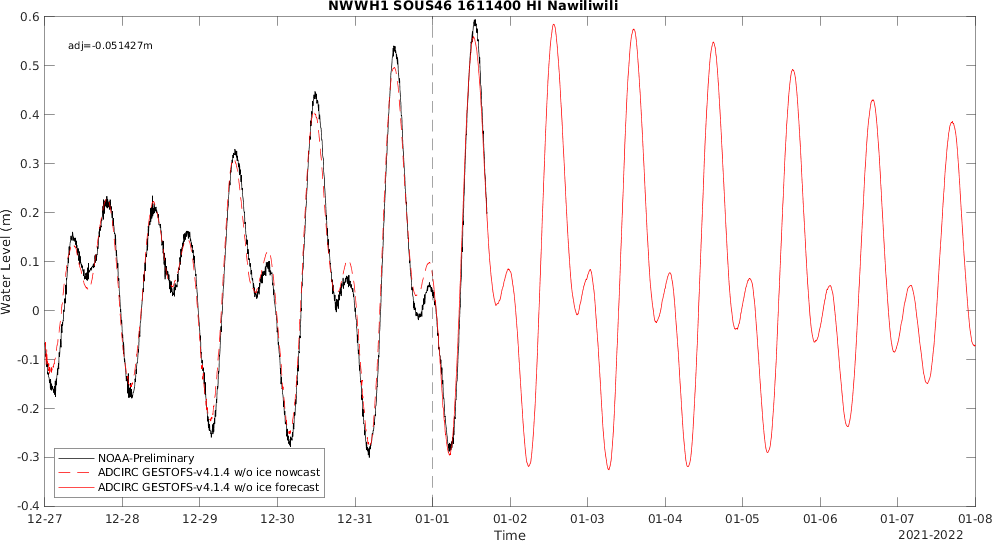 NWWH1 SOUS46 1611400 HI Nawiliwili
adj=-0.051427m
0.6
0.5
0.4
0.3
0.2
0.1
0
-0.1
-0.2
-0.3
-0.4
Water Level (m)
NOAA-Preliminary
ADCIRC GESTOFS-v4.1.4 w/o ice nowcast
ADCIRC GESTOFS-v4.1.4 w/o ice forecast
12-27 12-28 12-29 12-30 12-31 01-01 01-02 01-03 01-04 01-05 01-06 01-07 01-08
Time
2021-2022